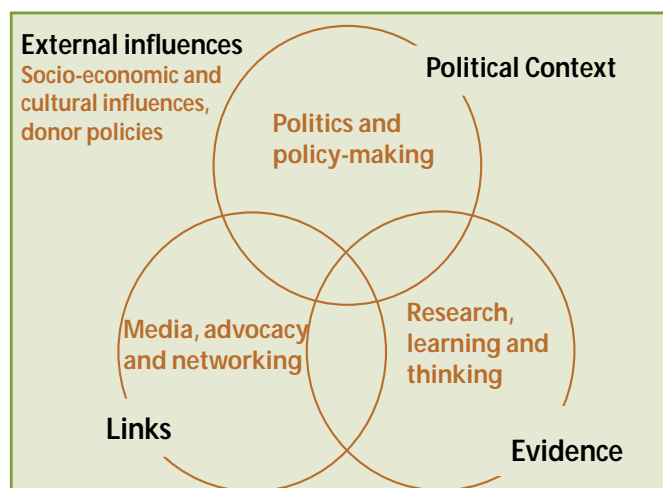 External influences
Socio-economic and
cultural influences,
donor policies
Political Context
Politics and
policy-making
Media, advocacy
and networking
Research,
learning and
thinking
Links
Evidence